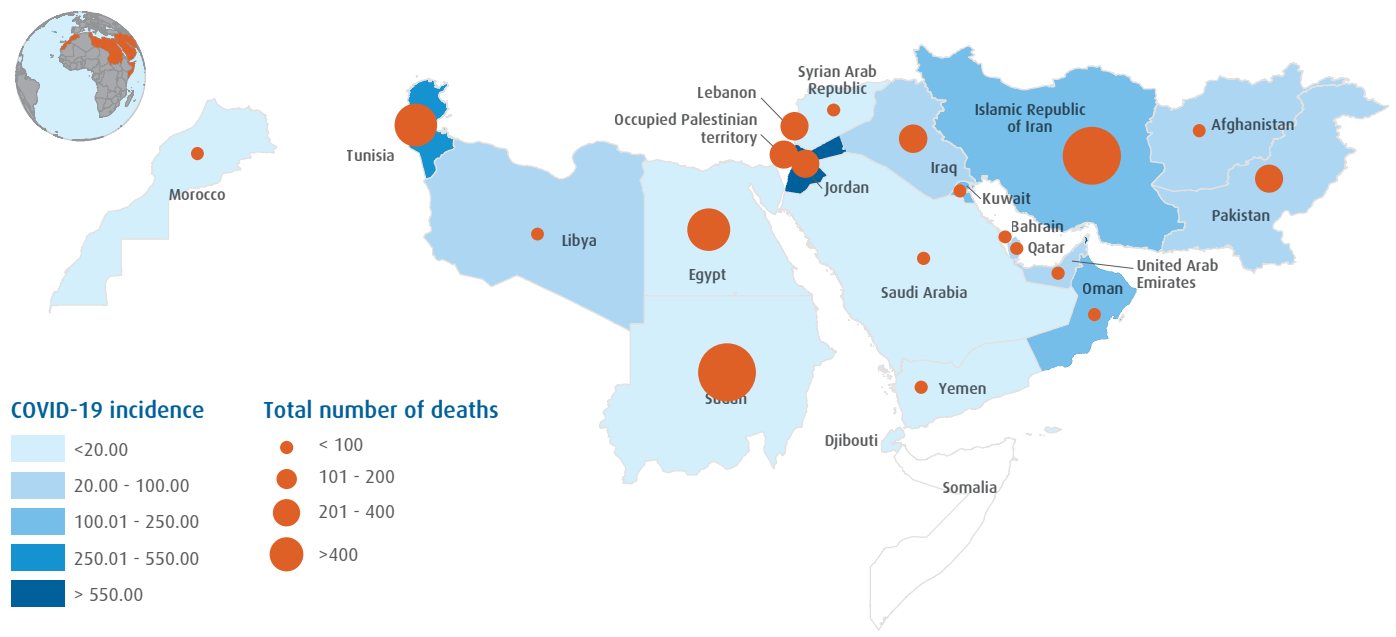 Syrian Arab
Republic
Lebanon
Occupied Palestinian
territory
Islamic Republic
of Iran
Afghanistan
Tunisia
Iraq
Morocco
Jordan
Kuwait
Pakistan
Bahrain
Libya
Qatar
Egypt
United Arab
Emirates
Saudi Arabia
Oman
Yemen
Sudan
Djibouti
Somalia
COVID-19 incidence
<20.00
20.00 - 100.00
100.01 - 250.00
250.01 - 550.00
> 550.00
Total number of deaths
< 100
101 - 200
201 - 400
>400